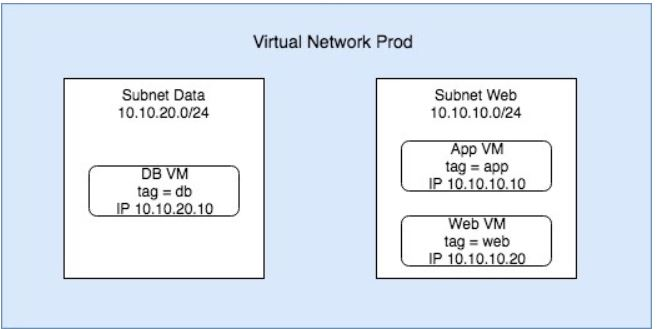 Virtual Network Prod
Subnet Data
10.10.20.0/24
DB VM
tag = db
IP 10.10.20.10
Subnet Web
10.10.10.0/24
App VM
tag = app
IP 10.10.10.10
Web VM
tag = web
IP 10.10.10.20